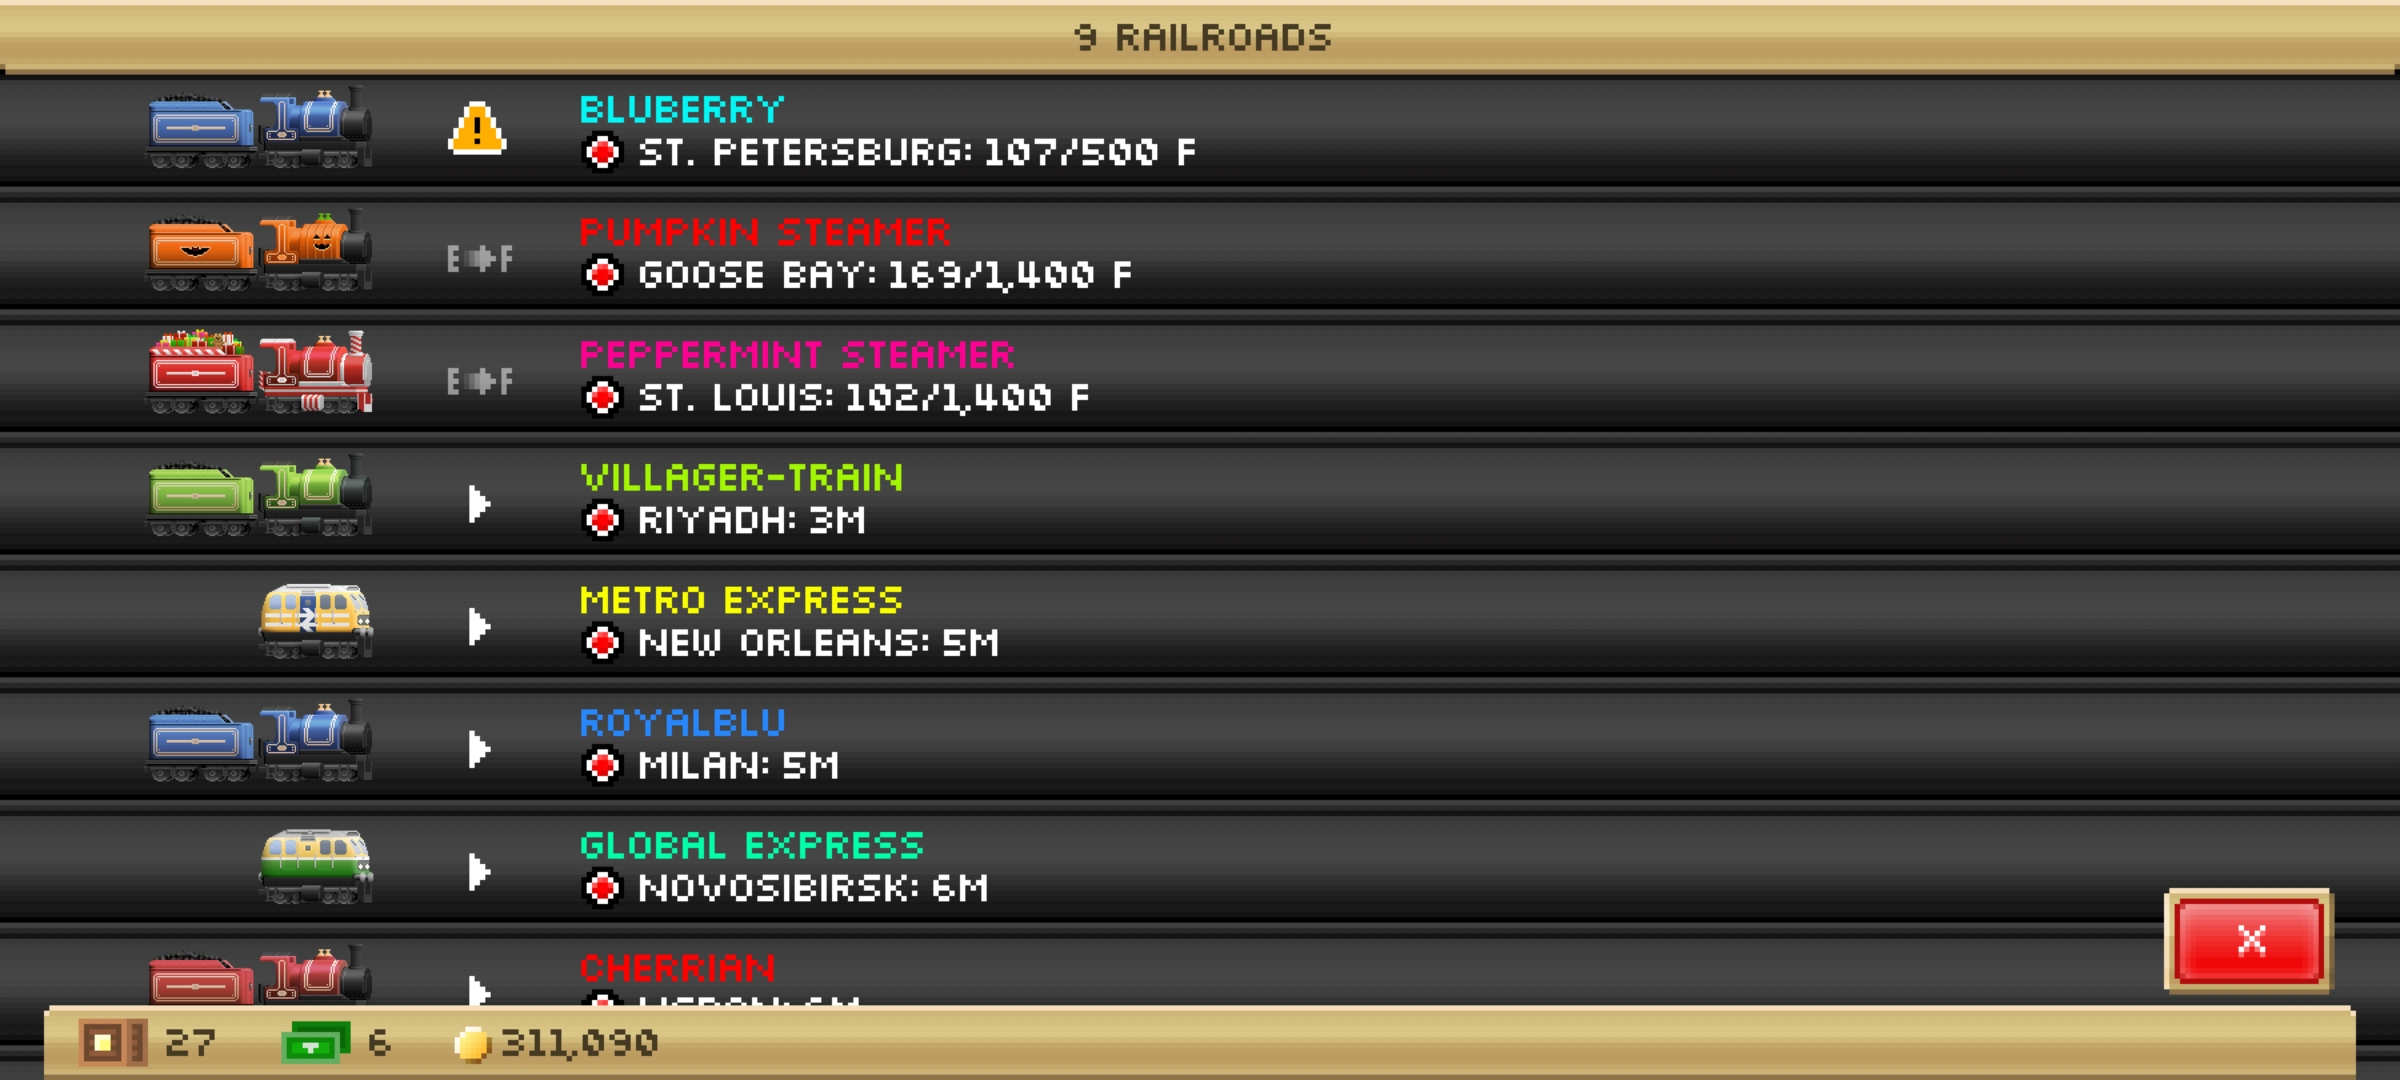 9 RAILROADS
BLUBERRY
ST. PETERSBURG: 107/500 F
PUMPKIN STEAMER
E F
GOOSE BAY: 169/1,400 F
PEPPERMINT STEAMER
E F
ST. LOUIS: 102/1,400 F
VILLAGER-TRAIN
RIYADH: 3M
METRO EXPRESS
NEW ORLEANS: 5M
ROYALBLU
MILAN: 5M
GLOBAL EXPRESS
NOVOSIBIRSK: 6M
X
CHERRIAN
27 6 311,090